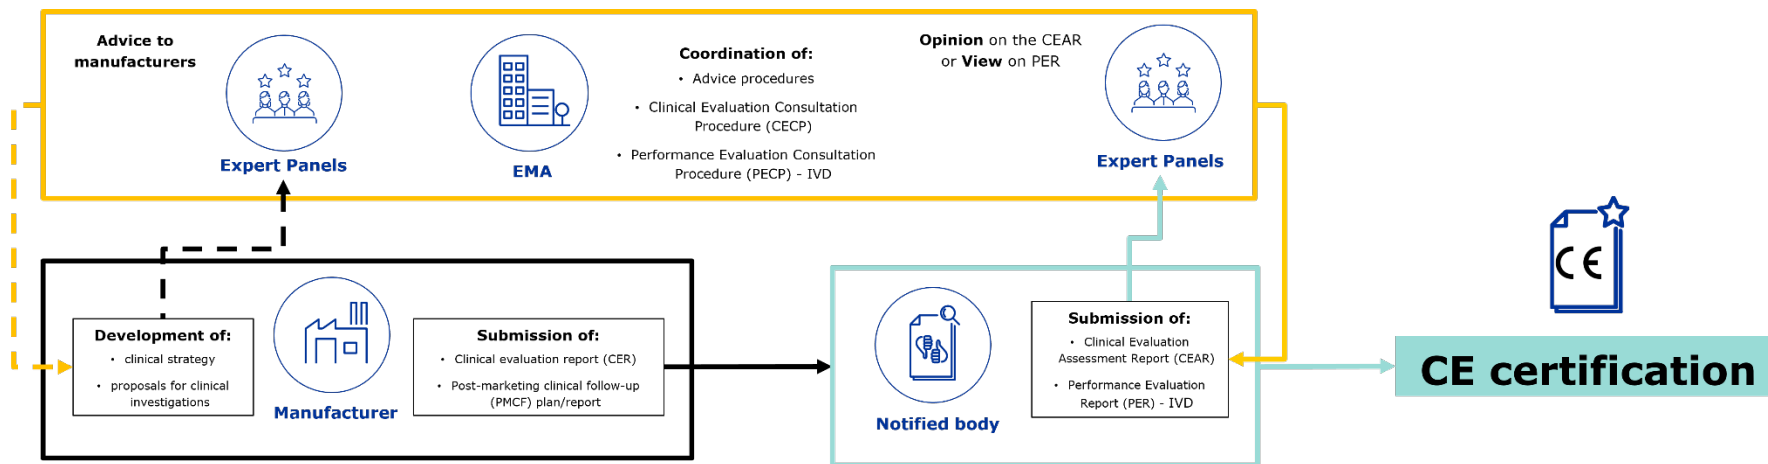 Advice to
manufacturers
Expert Panels
EMA
Coordination of:
• Advice procedures
• Clinical Evaluation Consultation
Procedure (CECP)
• Performance Evaluation Consultation
Procedure (PECP) - IVD
Opinion on the CEAR
or View on PER
Expert Panels
Development of:
• clinical strategy
• proposals for clinical
investigations
Manufacturer
Submission of:
• Clinical evaluation report (CER)
• Post-marketing clinical follow-up
(PMCF) plan/report
Notified body
Submission of:
• Clinical Evaluation
Assessment Report (CEAR)
• Performance Evaluation
Report (PER) - IVD
CE
CE certification